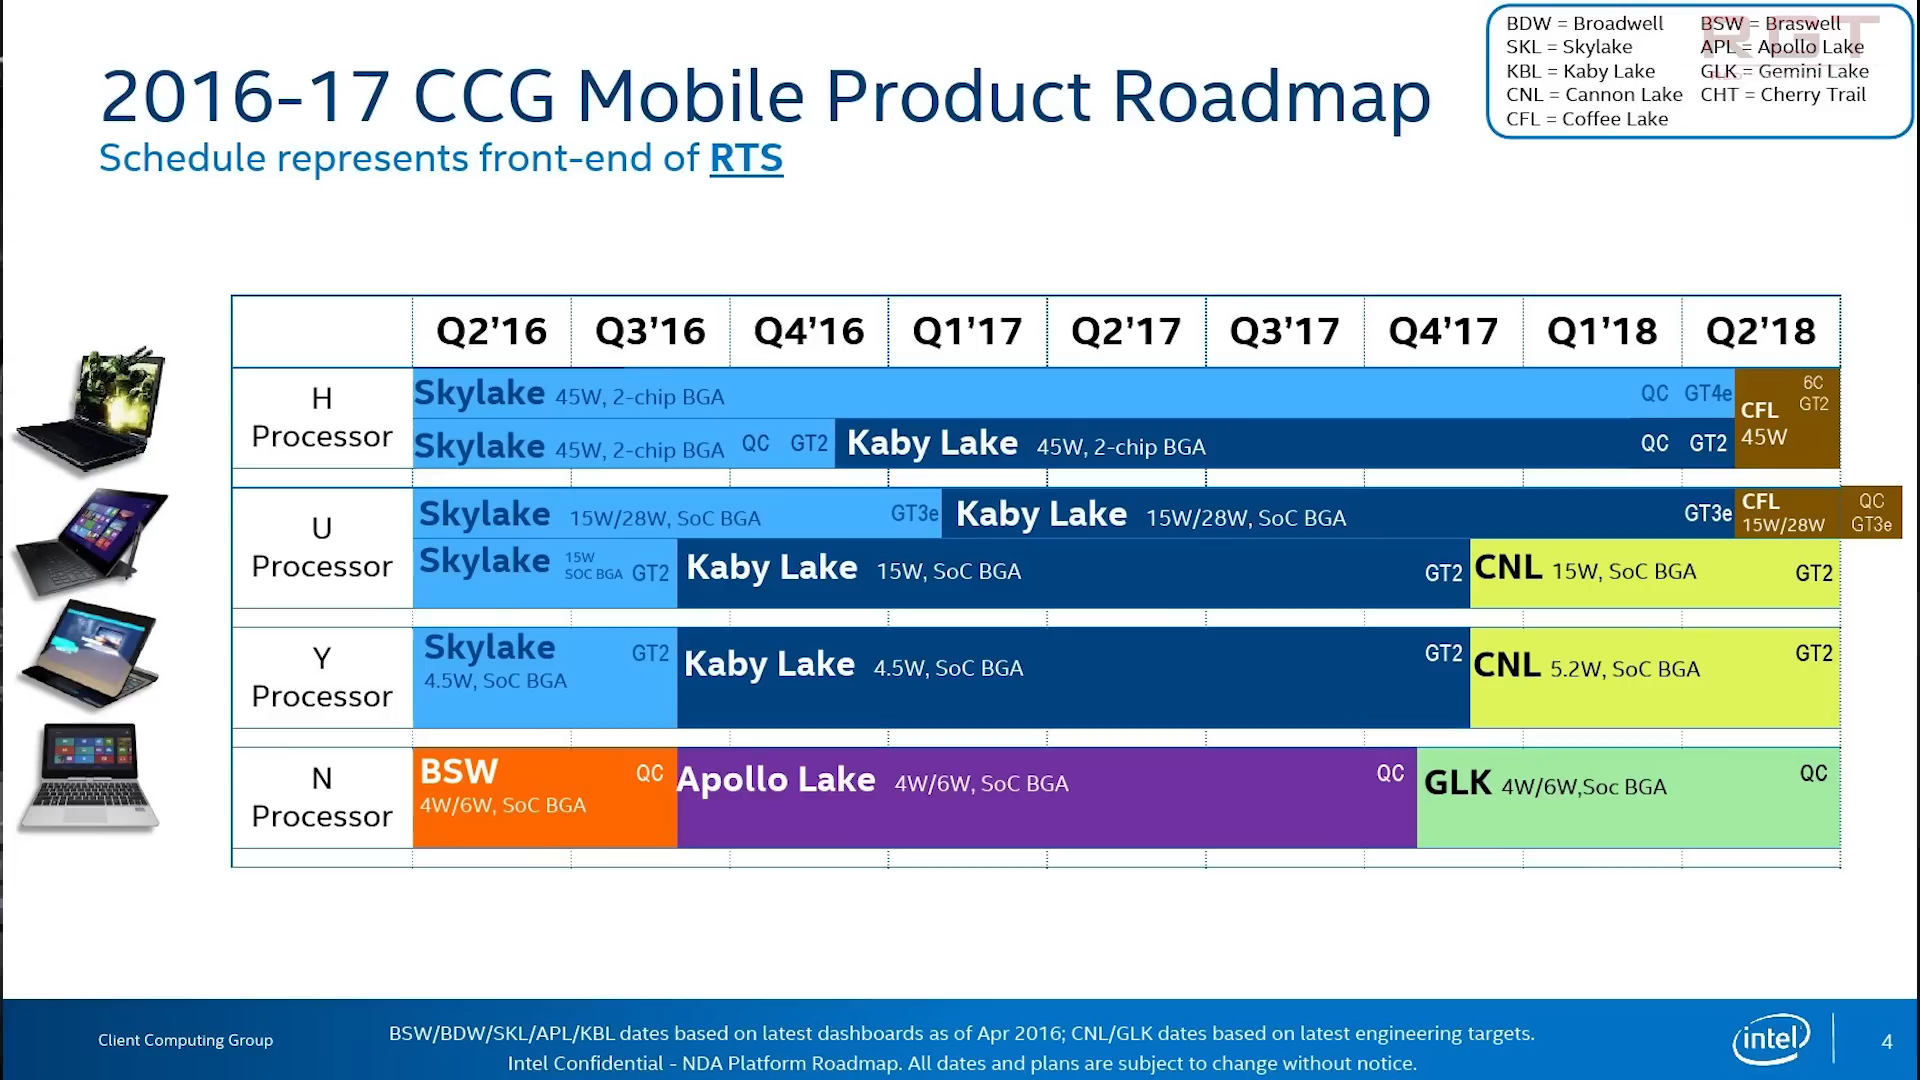 BDW = Broadwell BSW = Braswell
SKL = Skylake APL = Apollo Lake
KBL = Kaby Lake GLK = Gemini Lake
CNL = Cannon Lake CHT = Cherry Trail
CFL = Coffee Lake
RGT
2016-17 CCG Mobile Product Roadmap
Schedule represents front-end of RTS
Q2’16 Q3’16 Q4’16 Q1’17 Q2’17 Q3’17 Q4’17 Q1’18 Q2’18
H
Processor
Skylake 45W, 2-chip BGA QC GT4e
Skylake 45W, 2-chip BGA QC GT2
Kaby Lake 45W, 2-chip BGA QC GT2
6C
GT2
CFL
45W
U
Processor
Skylake 15W/28W, SoC BGA GT3e
Kaby Lake 15W/28W, SoC BGA GT3e
CFL
15W/28W
QC
GT3e
Skylake 15W
SOC BGA GT2
Kaby Lake 15W, SoC BGA GT2
CNL 15W, SoC BGA GT2
Y
Processor
Skylake GT2
4.5W, SoC BGA
Kaby Lake 4.5W, SoC BGA GT2
CNL 5.2W, SoC BGA GT2
N
Processor
BSW QC
4W/6W, SoC BGA
Apollo Lake 4W/6W, SoC BGA QC
GLK 4W/6W,Soc BGA QC
Client Computing Group
BSW/BDW/SKL/APL/KBL dates based on latest dashboards as of Apr 2016; CNL/GLK dates based on latest engineering targets.
Intel Confidential - NDA Platform Roadmap. All dates and plans are subject to change without notice.
intel
4